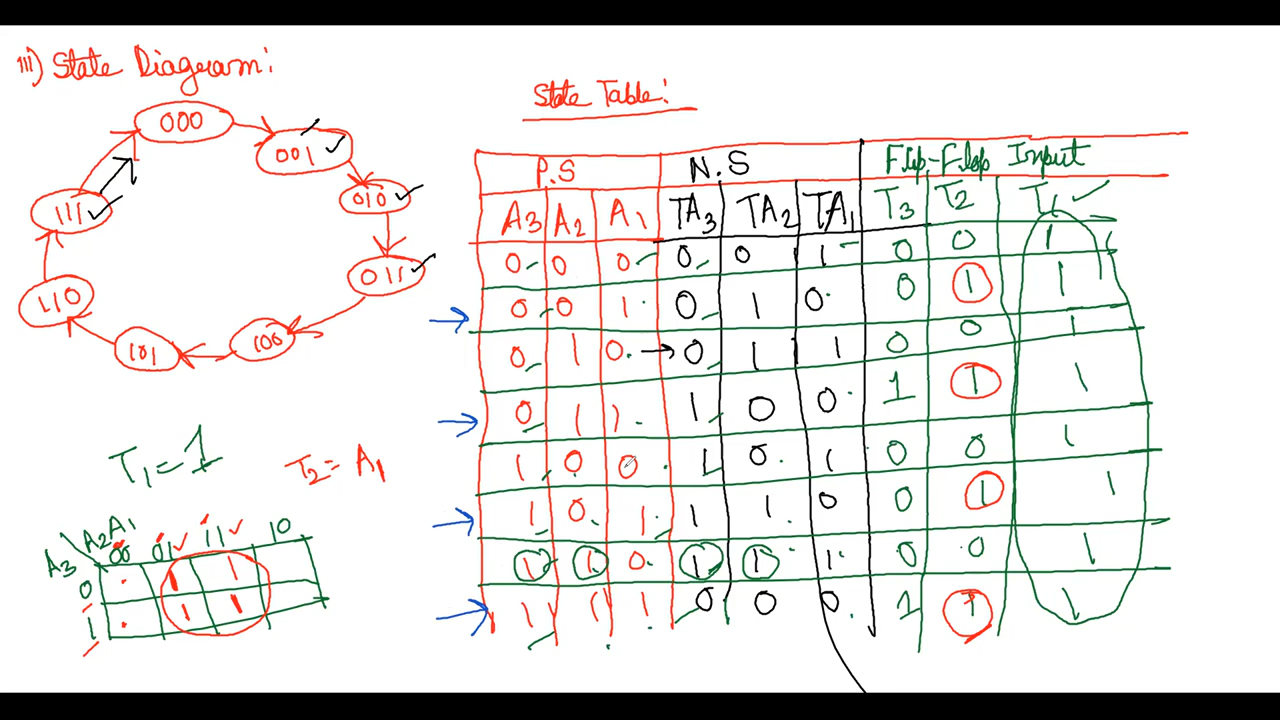 III) State Diagram:
000
001
010
011
100
101
110
111
State Table:
P.S N.S Flip-Flop Input
A3 A2 A1 TA3 TA2 TA1 T3 T2 T1
0 0 0 0 0 1 0 0 1
0 0 1 0 1 0 0 1 1
0 1 0 0 1 1 0 0 1
0 1 1 1 0 0 1 1 1
1 0 0 1 0 1 0 0 1
1 0 1 1 1 0 0 1 1
1 1 0 1 1 1 0 0 1
1 1 1 0 0 0 1 1 1
T1 = 1
T2 = A1
A3 A2A1 00 01 11 10
0 1 1
1 1 1